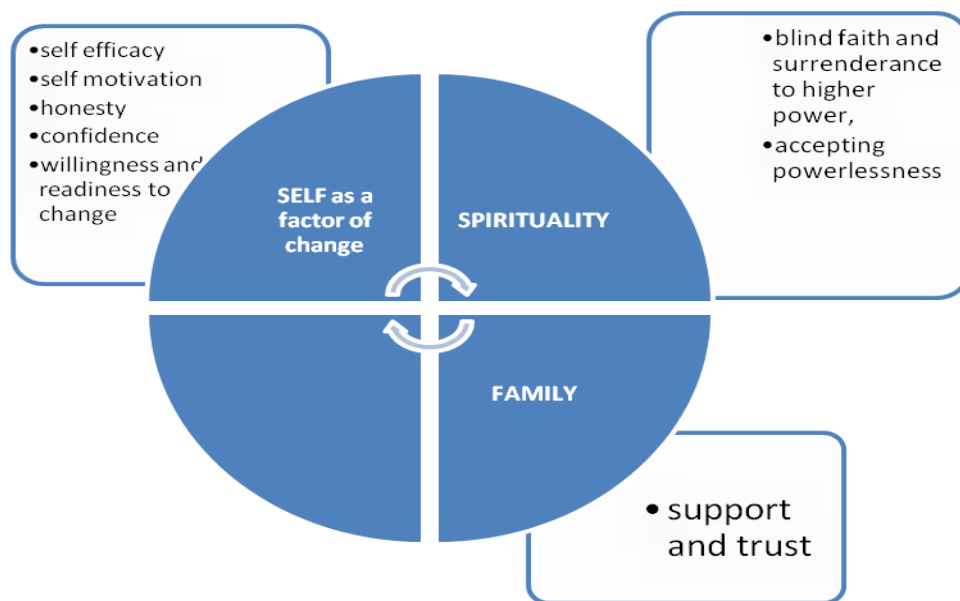 •self efficacy
•self motivation
•honesty
•confidence
•willingness and
readiness to
change
SELF as a
factor of
change
•blind faith and
surrenderance
to higher
power,
•accepting
powerlessness
SPIRITUALITY
FAMILY
• support
and trust